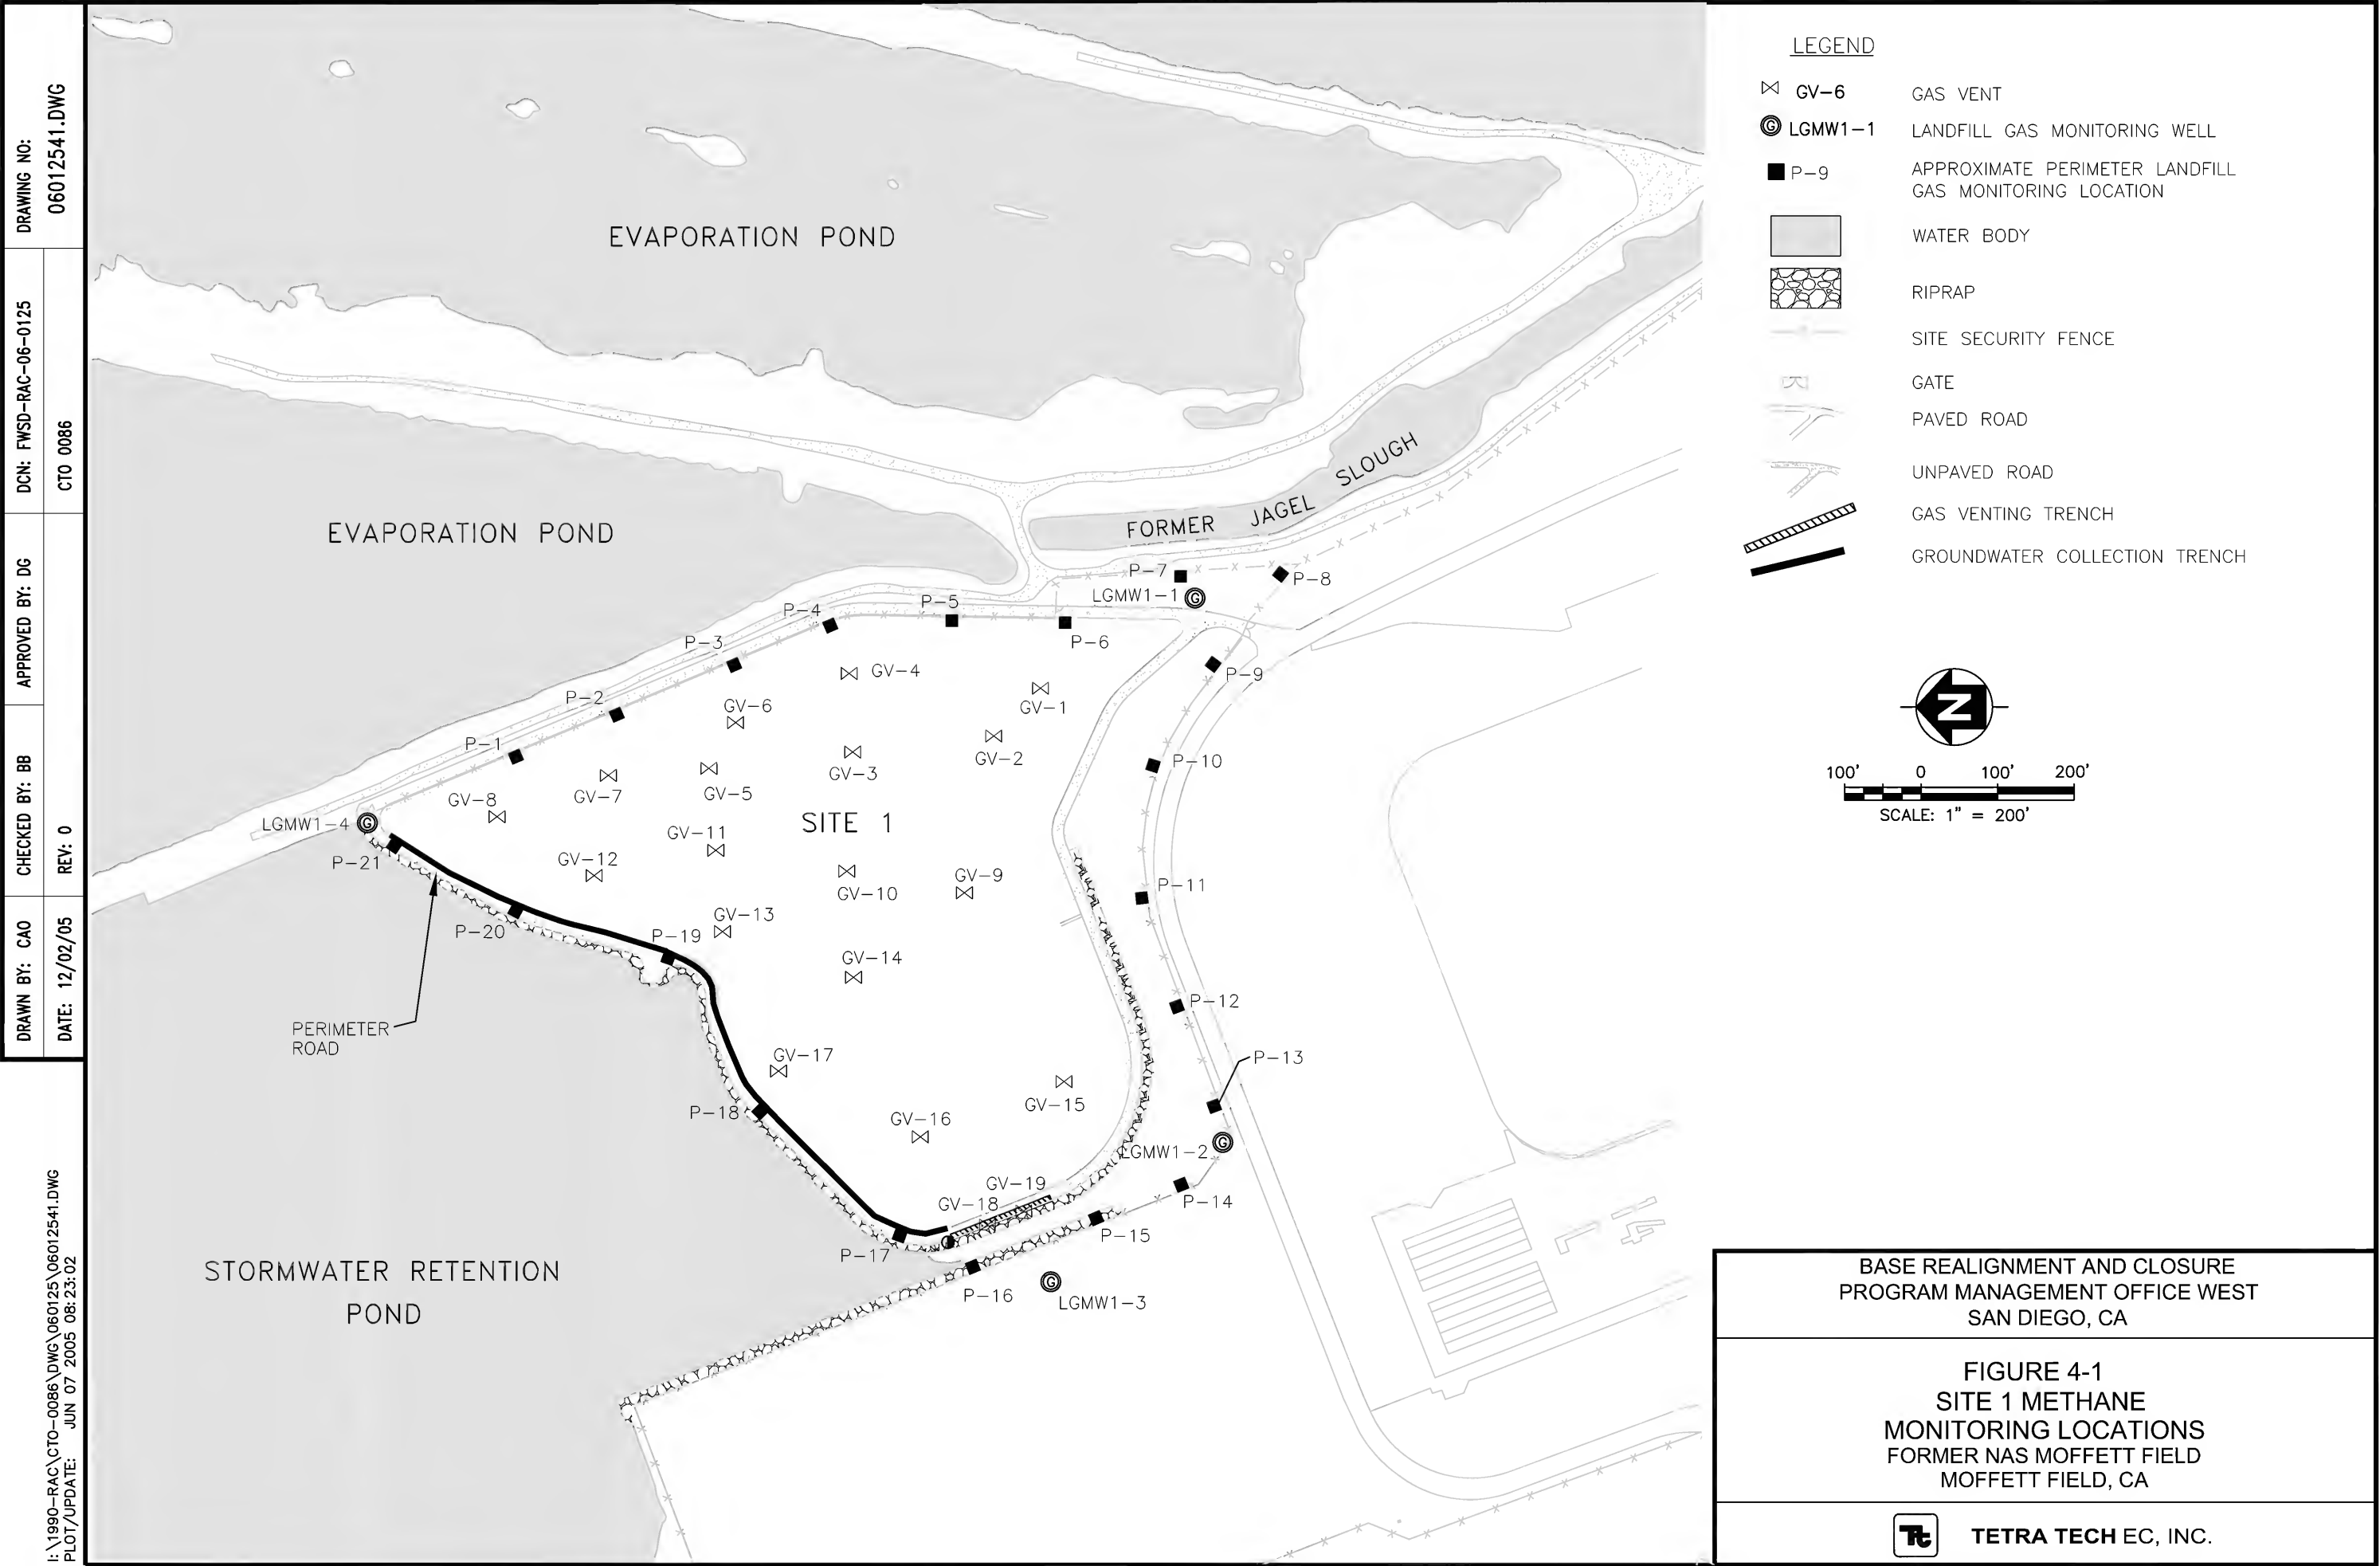 DRAWING NO:
06012541.DWG
DCN: FWSD-RAC-06-0125
CTO 0086
APPROVED BY: DG
CHECKED BY: BB
REV: 0
DRAWN BY: CAO
DATE: 12/02/05
I:\1990-RAC\CTO-0086\DWG\060125\06012541.DWG
PLOT/UPDATE: JUN 07 2005 08:23:02
EVAPORATION POND
EVAPORATION POND
FORMER JAGEL SLOUGH
P-7
P-8
LGMW1-1
P-5
P-4
P-6
P-3
P-9
GV-4
GV-1
P-2
GV-6
P-1
GV-2
P-10
GV-3
GV-7
GV-5
GV-8
LGMW1-4
SITE 1
GV-11
P-21
GV-12
GV-10
GV-9
P-11
GV-13
P-20
P-19
GV-14
P-12
PERIMETER
ROAD
GV-17
P-13
P-18
GV-15
GV-16
LGMW1-2
GV-19
GV-18
P-14
P-15
P-17
P-16
LGMW1-3
STORMWATER RETENTION
POND
LEGEND
GV-6 GAS VENT
G LGMW1-1 LANDFILL GAS MONITORING WELL
P-9 APPROXIMATE PERIMETER LANDFILL
GAS MONITORING LOCATION
WATER BODY
RIPRAP
SITE SECURITY FENCE
GATE
PAVED ROAD
UNPAVED ROAD
GAS VENTING TRENCH
GROUNDWATER COLLECTION TRENCH
N
100' 0 100' 200'
SCALE: 1" = 200'
BASE REALIGNMENT AND CLOSURE
PROGRAM MANAGEMENT OFFICE WEST
SAN DIEGO, CA
FIGURE 4-1
SITE 1 METHANE
MONITORING LOCATIONS
FORMER NAS MOFFETT FIELD
MOFFETT FIELD, CA
TETRA TECH EC, INC.